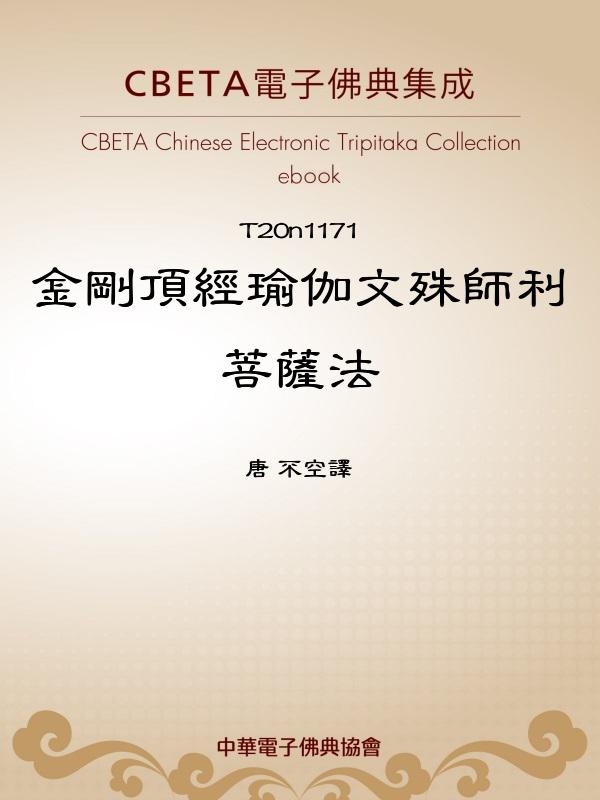 CBETA電子佛典集成
CBETA Chinese Electronic Tripitaka Collection
ebook
T20n1171
金剛頂經瑜伽文殊師利
菩薩法
唐 不空譯
中華電子佛典協會